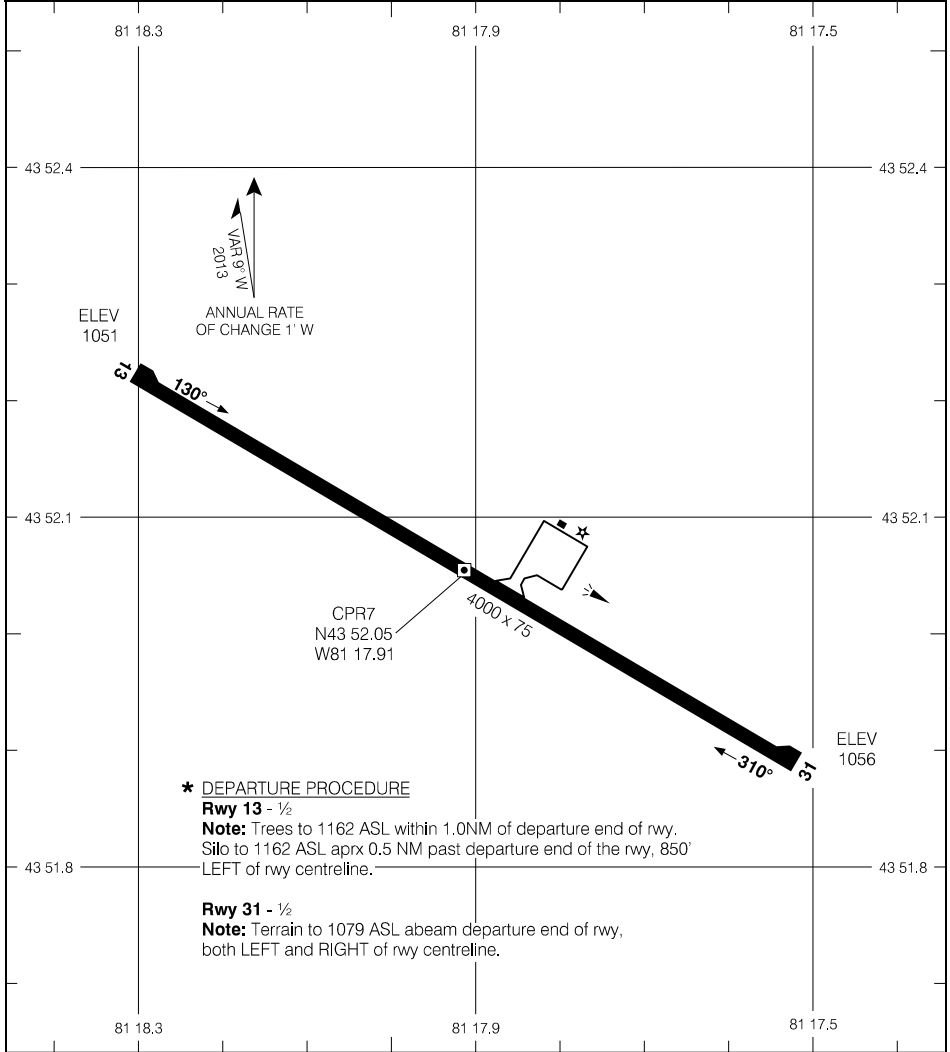 81 18.3
81 17.9
81 17.5
43 52.4
43 52.4
VAR 9° W
2013
ANNUAL RATE
OF CHANGE 1' W
ELEV
1051
13
130°
43 52.1
43 52.1
4000 x 75
CPR7
N43 52.05
W81 17.91
ELEV
1056
31
310°
* DEPARTURE PROCEDURE
Rwy 13 - ½
Note: Trees to 1162 ASL within 1.0NM of departure end of rwy.
Silo to 1162 ASL aprx 0.5 NM past departure end of the rwy, 850'
LEFT of rwy centreline.
43 51.8
43 51.8
Rwy 31 - ½
Note: Terrain to 1079 ASL abeam departure end of rwy,
both LEFT and RIGHT of rwy centreline.
81 18.3
81 17.9
81 17.5